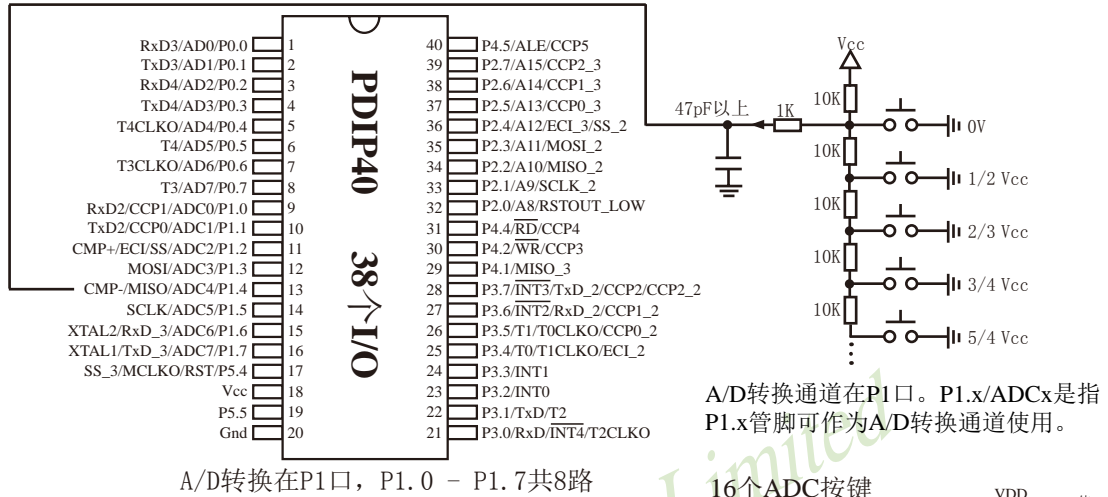 RxD3/AD0/P0.0 1
TxD3/AD1/P0.1 2
RxD4/AD2/P0.2 3
TxD4/AD3/P0.3 4
T4CLKO/AD4/P0.4 5
T4/AD5/P0.5 6
T3CLKO/AD6/P0.6 7
T3/AD7/P0.7 8
RxD2/CCP1/ADC0/P1.0 9
TxD2/CCP0/ADC1/P1.1 10
CMP+/ECI/SS/ADC2/P1.2 11
MOSI/ADC3/P1.3 12
CMP-/MISO/ADC4/P1.4 13
SCLK/ADC5/P1.5 14
XTAL2/RxD_3/ADC6/P1.6 15
XTAL1/TxD_3/ADC7/P1.7 16
SS_3/MCLKO/RST/P5.4 17
Vcc 18
P5.5 19
Gnd 20
PDIP40 38个I/O
40 P4.5/ALE/CCP5
39 P2.7/A15/CCP2_3
38 P2.6/A14/CCP1_3
37 P2.5/A13/CCP0_3
36 P2.4/A12/ECI_3/SS_2
35 P2.3/A11/MOSI_2
34 P2.2/A10/MISO_2
33 P2.1/A9/SCLK_2
32 P2.0/A8/RSTOUT_LOW
31 P4.4/RD/CCP4
30 P4.2/WR/CCP3
29 P4.1/MISO_3
28 P3.7/INT3/TxD_2/CCP2/CCP2_2
27 P3.6/INT2/RxD_2/CCP1_2
26 P3.5/T1/T0CLKO/CCP0_2
25 P3.4/T0/T1CLKO/ECI_2
24 P3.3/INT1
23 P3.2/INT0
22 P3.1/TxD/T2
21 P3.0/RxD/INT4/T2CLKO
A/D转换在P1口，P1.0 - P1.7共8路
Vcc
10K
47pF以上 1K
0V
10K
1/2 Vcc
10K
2/3 Vcc
10K
3/4 Vcc
10K
5/4 Vcc
A/D转换通道在P1口。P1.x/ADCx是指
P1.x管脚可作为A/D转换通道使用。
Limited
16个ADC按键
VDD